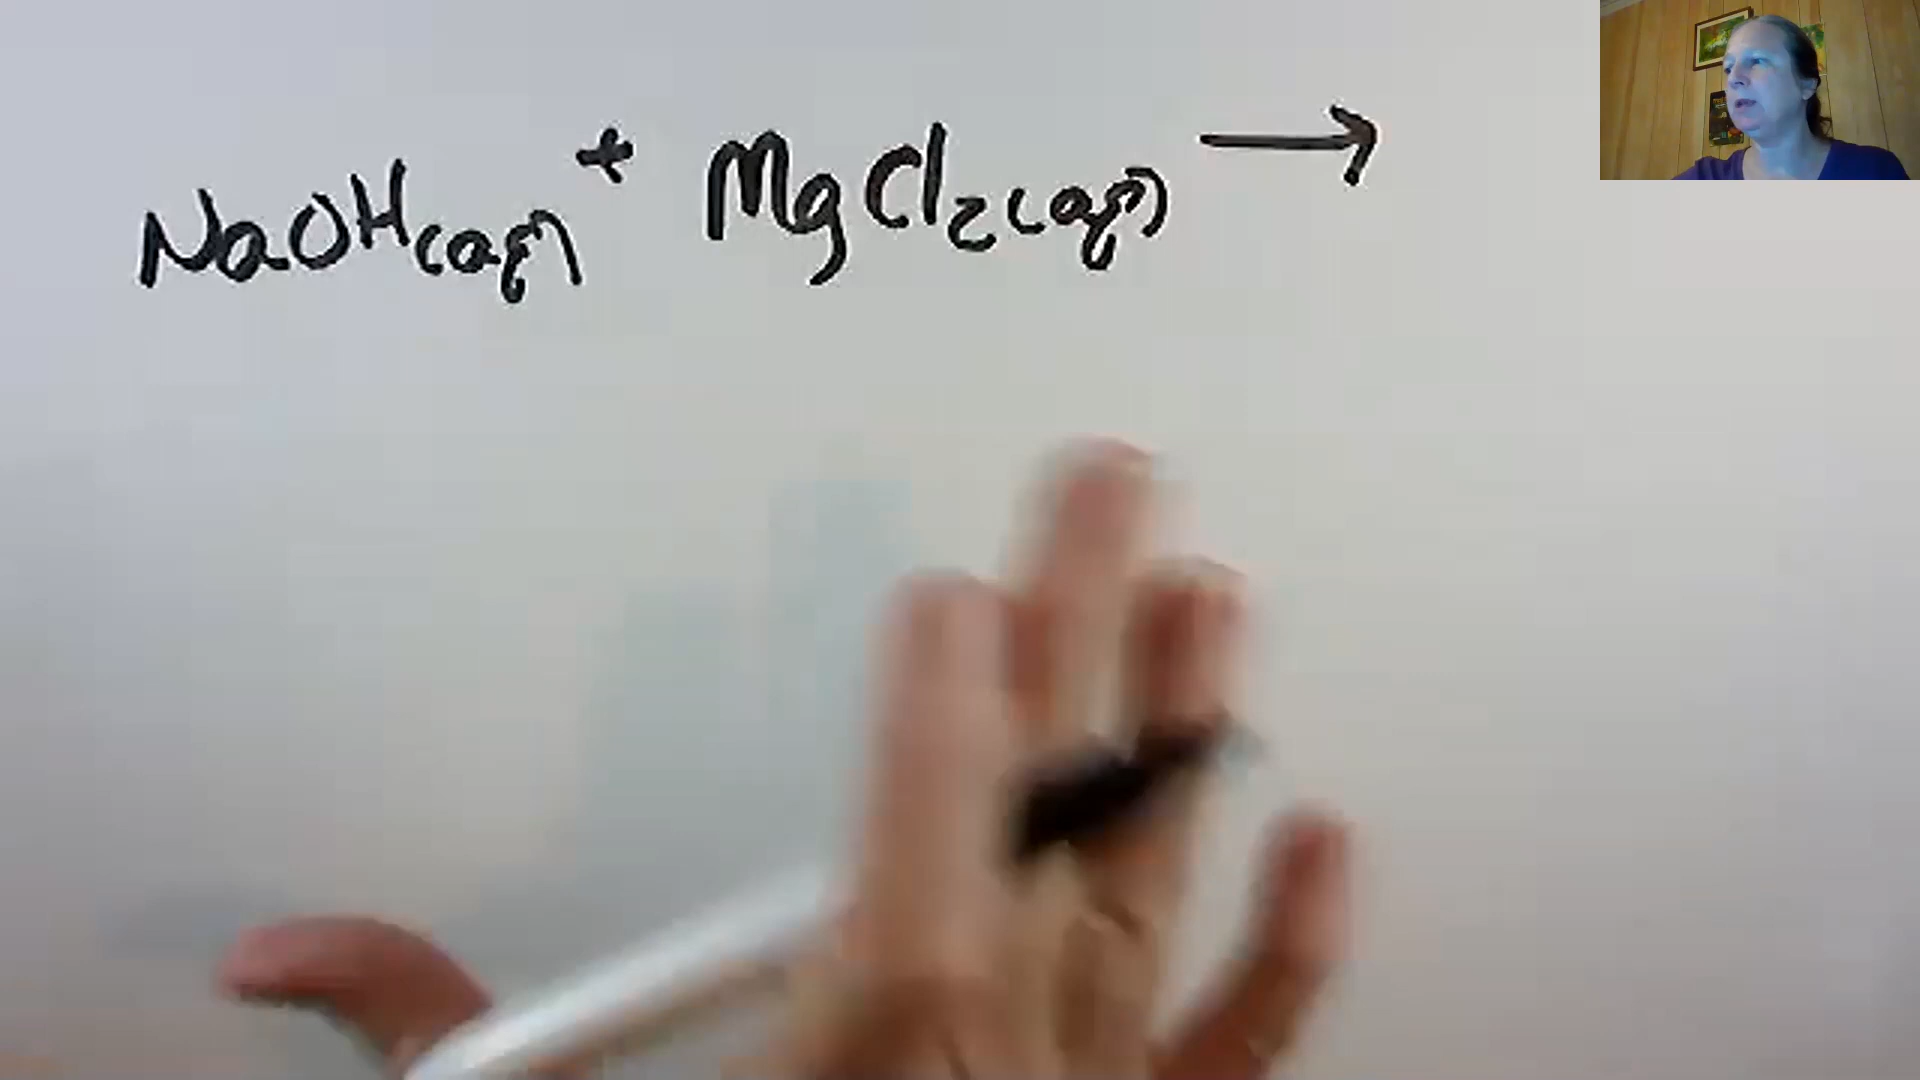 NaOH(aq) + MgCl2(aq) →